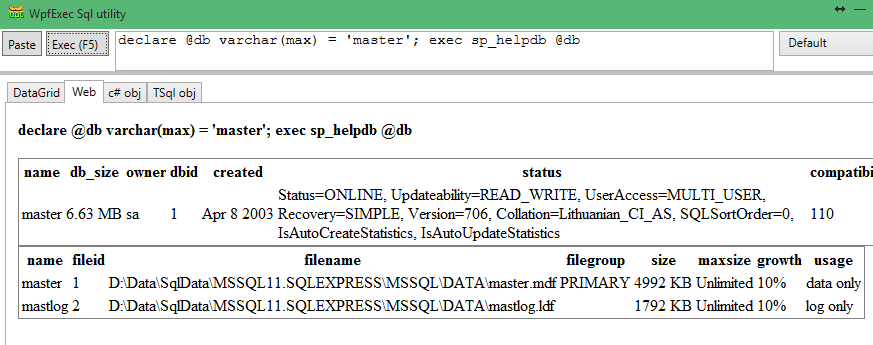 WpfExec Sql utility
Paste Exec (F5) declare @db varchar(max) = 'master'; exec sp_helpdb @db Default
DataGrid Web c# obj TSql obj
declare @db varchar(max) = 'master'; exec sp_helpdb @db
name db_size owner dbid created status compatibi
Status=ONLINE, Updateability=READ_WRITE, UserAccess=MULTI_USER,
master 6.63 MB sa 1 Apr 8 2003 Recovery=SIMPLE, Version=706, Collation=Lithuanian_CI_AS, SQLSortOrder=0, 110
IsAutoCreateStatistics, IsAutoUpdateStatistics
name fileid filename filegroup size maxsize growth usage
master 1 D:\Data\SqlData\MSSQL11.SQLEXPRESS\MSSQL\DATA\master.mdf PRIMARY 4992 KB Unlimited 10% data only
mastlog 2 D:\Data\SqlData\MSSQL11.SQLEXPRESS\MSSQL\DATA\mastlog.ldf 1792 KB Unlimited 10% log only